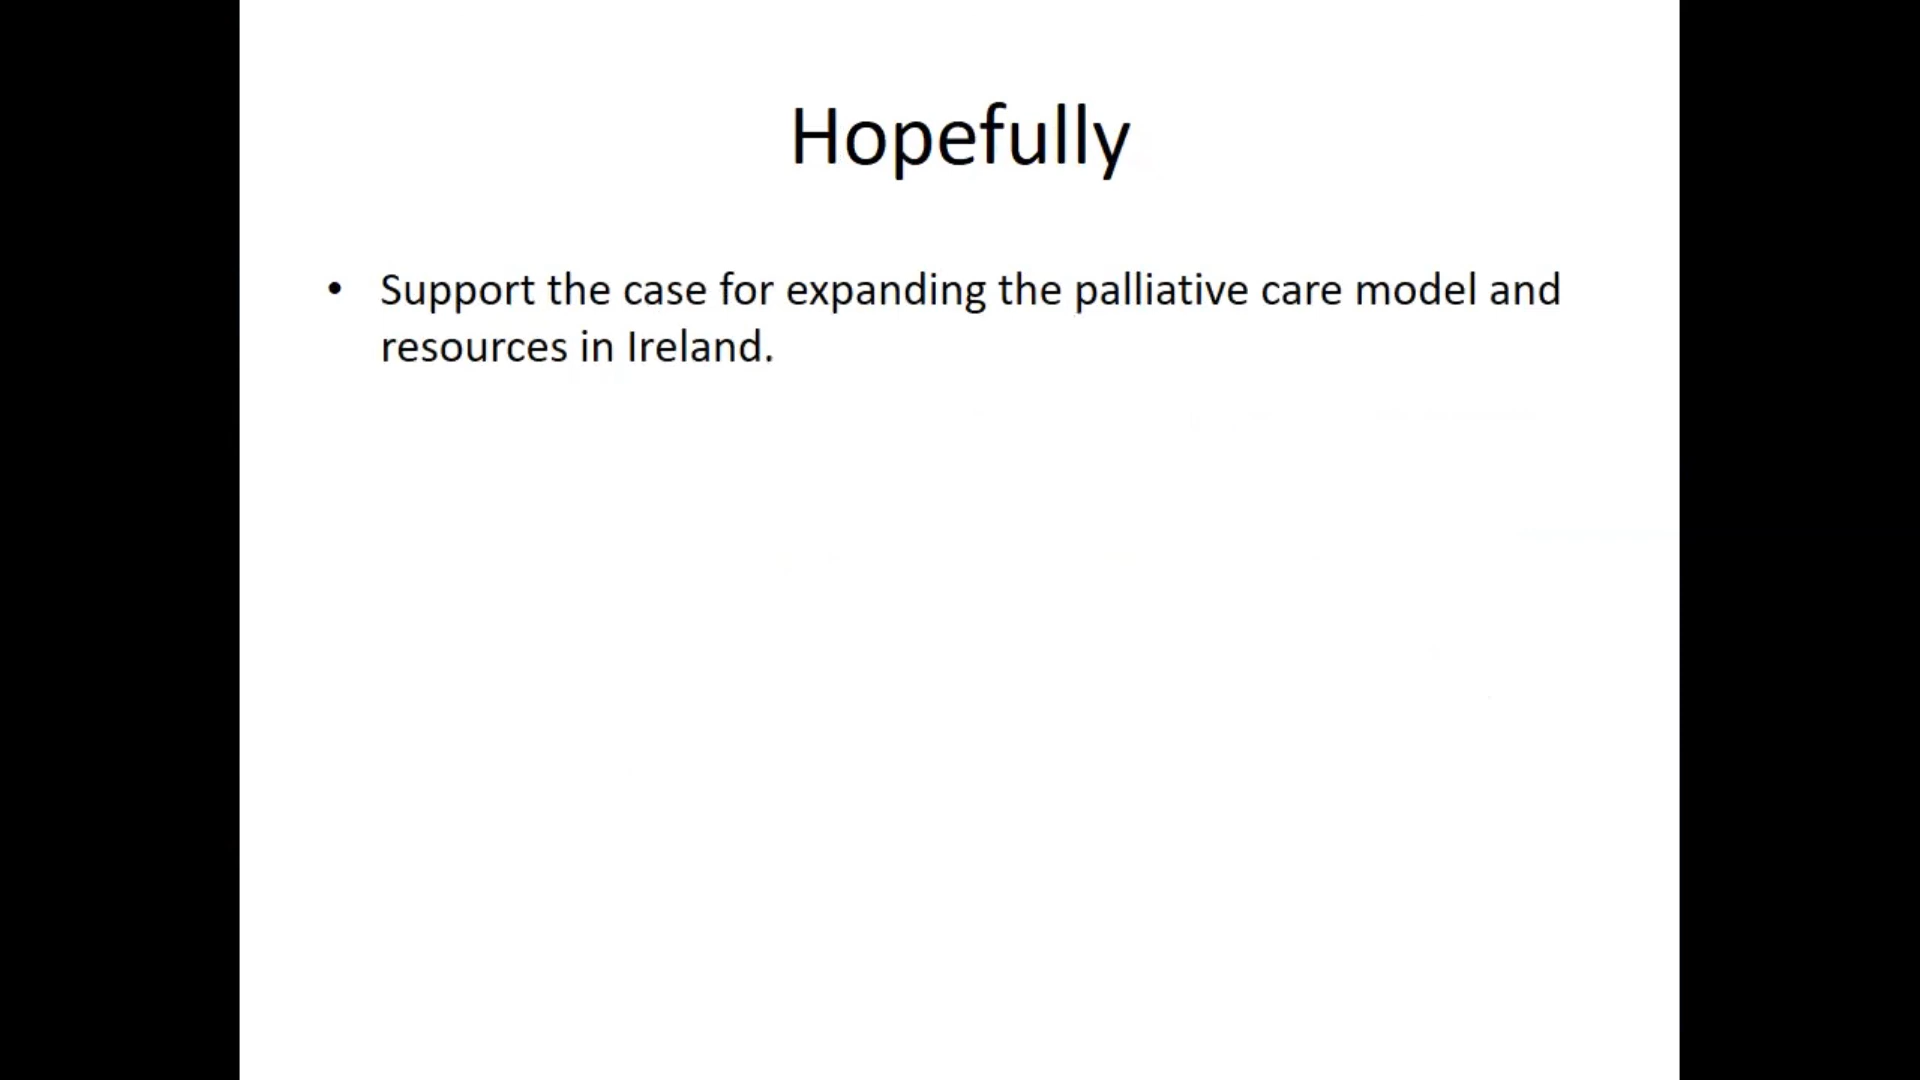 Hopefully
• Support the case for expanding the palliative care model and
resources in Ireland.